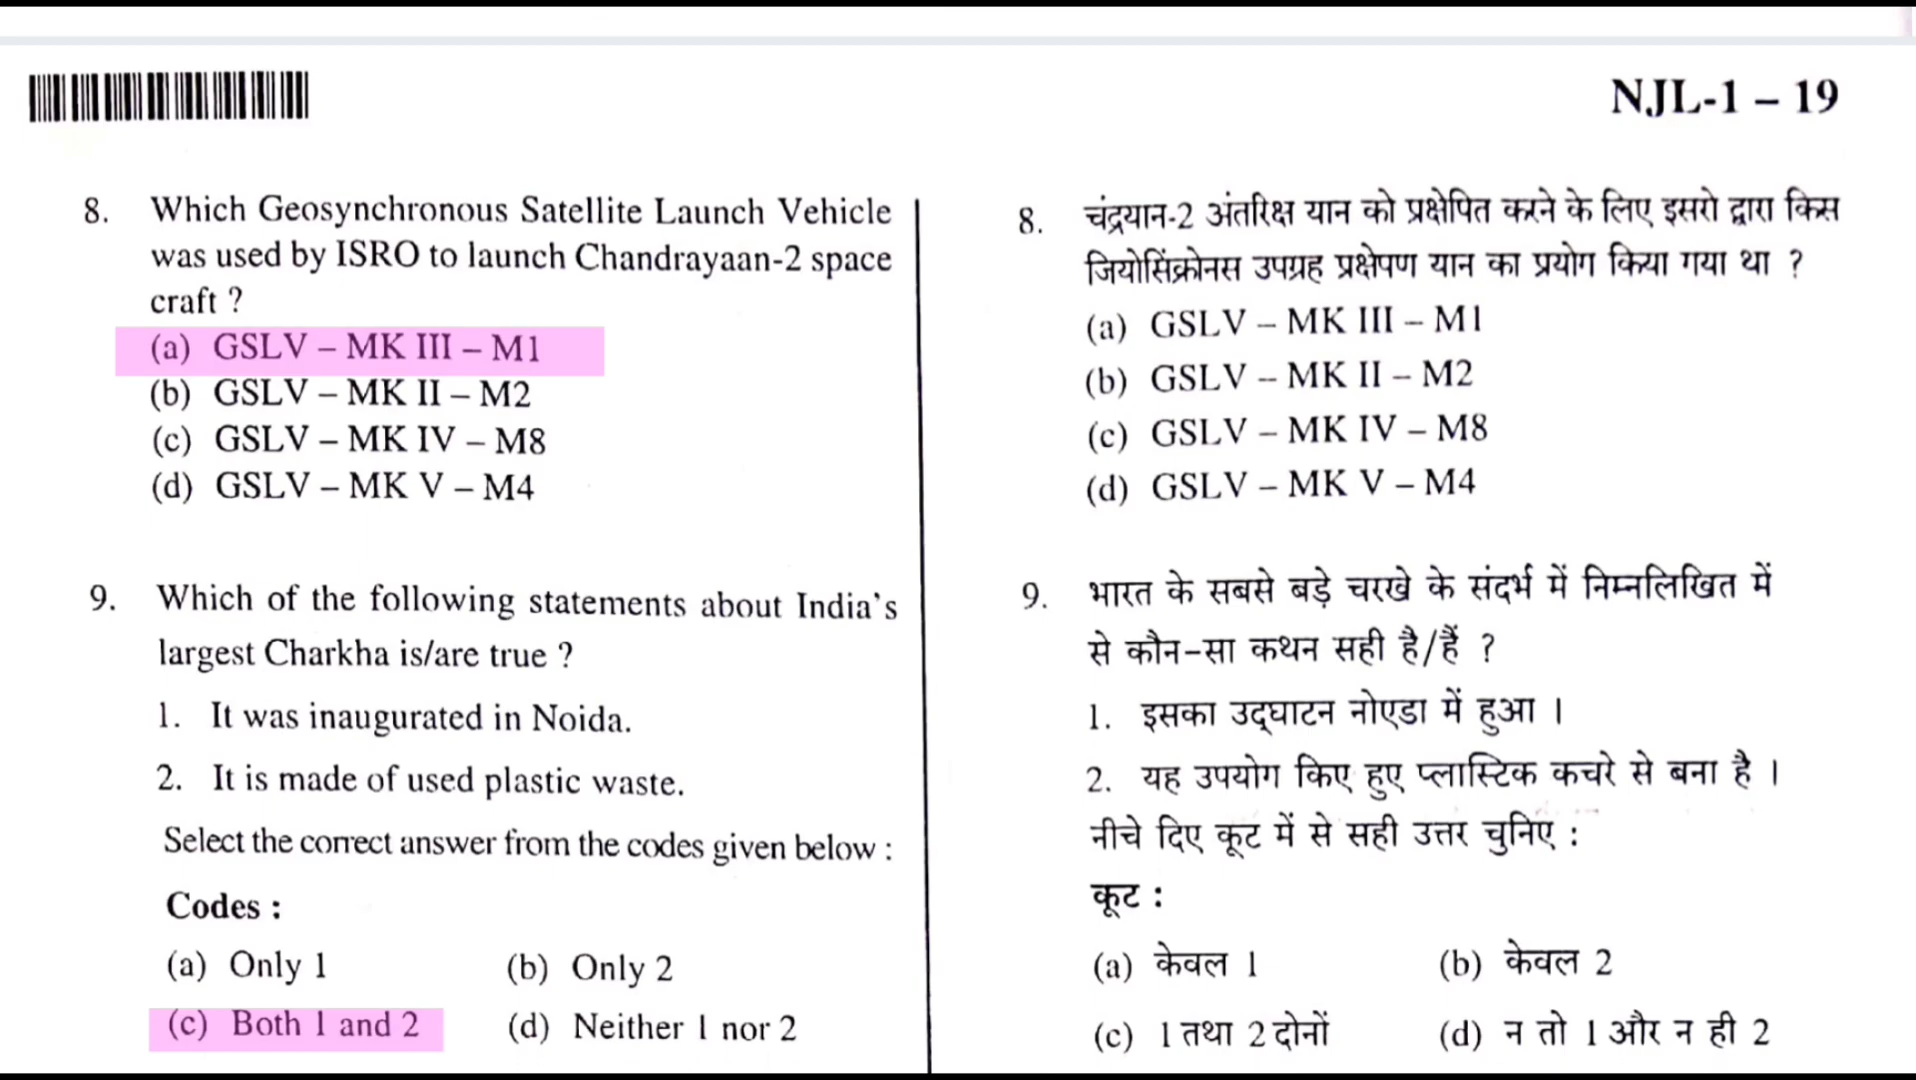 NJL-1 – 19
8. Which Geosynchronous Satellite Launch Vehicle
was used by ISRO to launch Chandrayaan-2 space
craft ?
(a) GSLV – MK III – M1
(b) GSLV – MK II – M2
(c) GSLV – MK IV – M8
(d) GSLV – MK V – M4
9. Which of the following statements about India's
largest Charkha is/are true ?
1. It was inaugurated in Noida.
2. It is made of used plastic waste.
Select the correct answer from the codes given below :
Codes :
(a) Only 1 (b) Only 2
(c) Both 1 and 2 (d) Neither 1 nor 2
8. चंद्रयान-2 अंतरिक्ष यान को प्रक्षेपित करने के लिए इसरो द्वारा किस
जियोसिंक्रोनस उपग्रह प्रक्षेपण यान का प्रयोग किया गया था ?
(a) GSLV – MK III – M1
(b) GSLV – MK II – M2
(c) GSLV – MK IV – M8
(d) GSLV – MK V – M4
9. भारत के सबसे बड़े चरखे के संदर्भ में निम्नलिखित में
से कौन-सा कथन सही है/हैं ?
1. इसका उद्घाटन नोएडा में हुआ ।
2. यह उपयोग किए हुए प्लास्टिक कचरे से बना है ।
नीचे दिए कूट में से सही उत्तर चुनिए :
कूट :
(a) केवल 1 (b) केवल 2
(c) 1 तथा 2 दोनों (d) न तो 1 और न ही 2